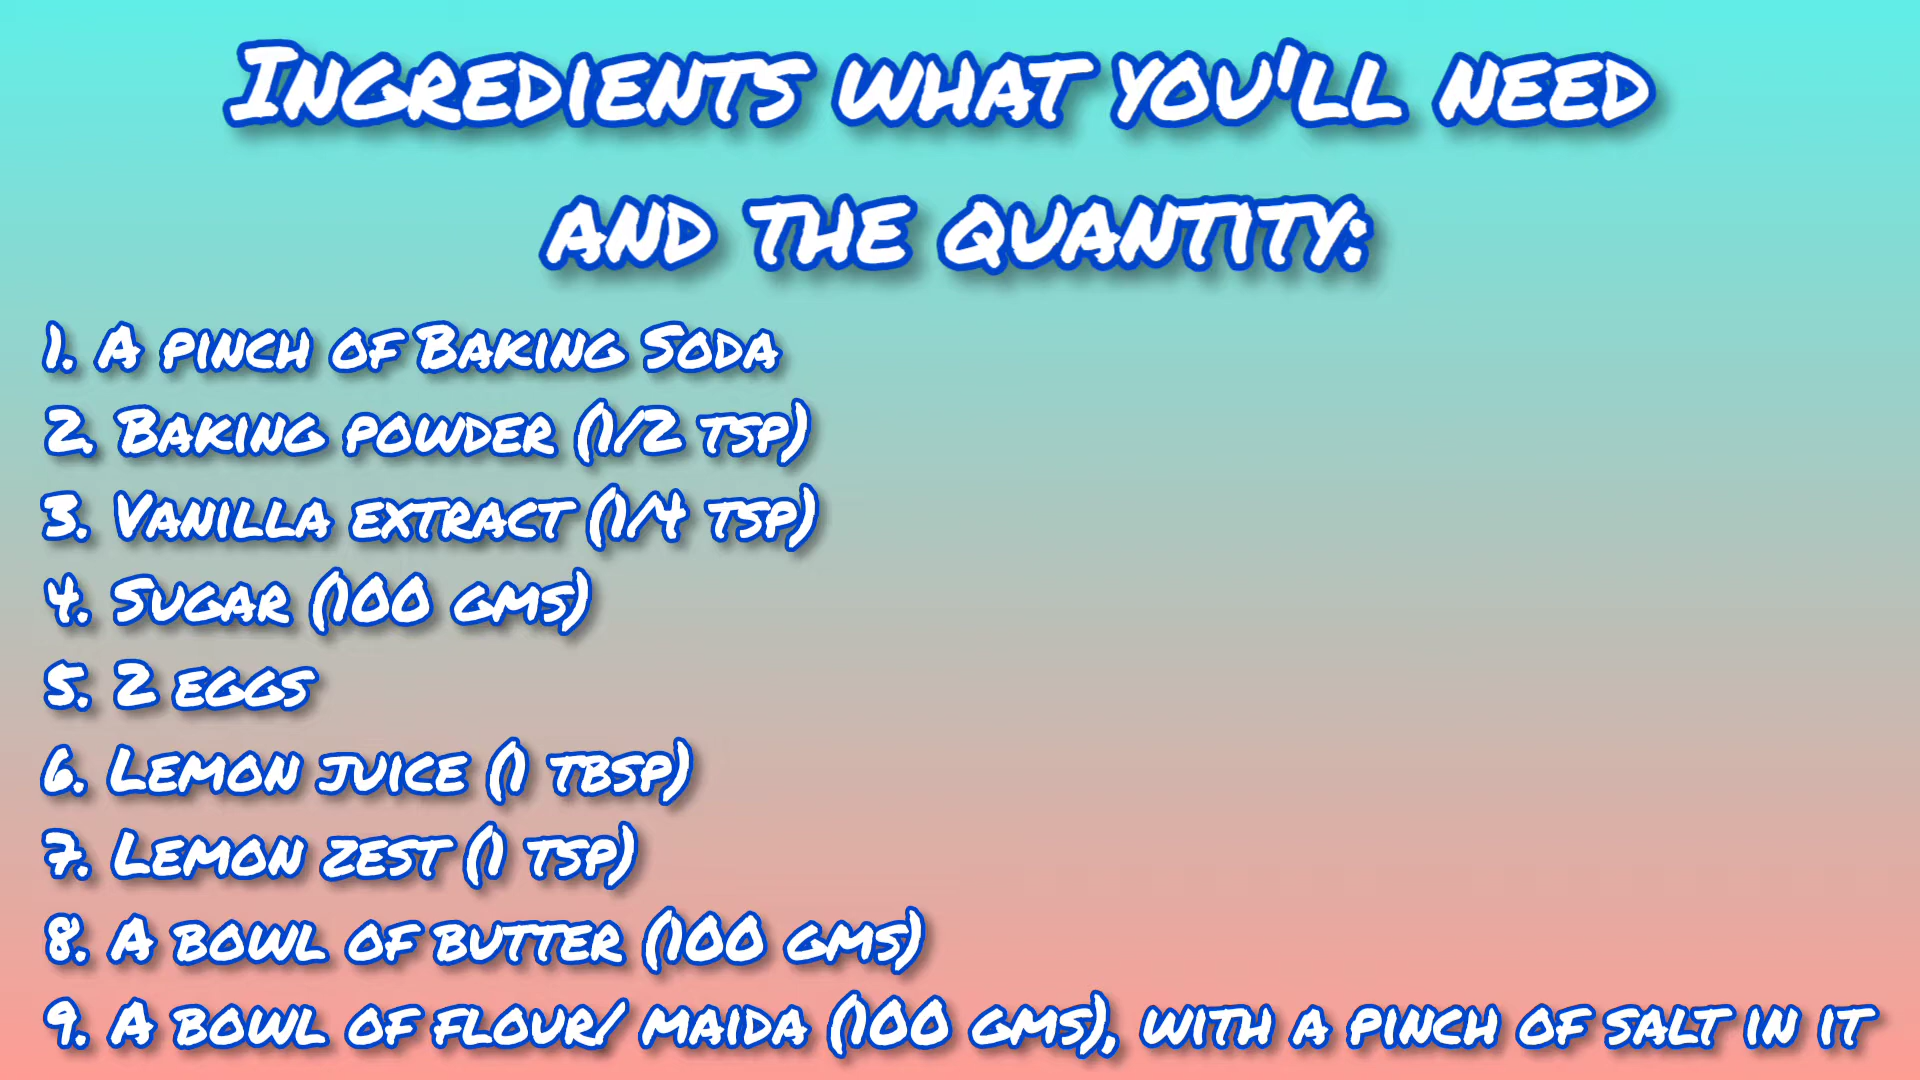 Ingredients what you'll need
and the quantity:
1. A pinch of Baking Soda
2. Baking powder (1/2 tsp)
3. Vanilla extract (1/4 tsp)
4. Sugar (100 gms)
5. 2 eggs
6. Lemon juice (1 tbsp)
7. Lemon zest (1 tsp)
8. A bowl of butter (100 gms)
9. A bowl of flour/ maida (100 gms), with a pinch of salt in it